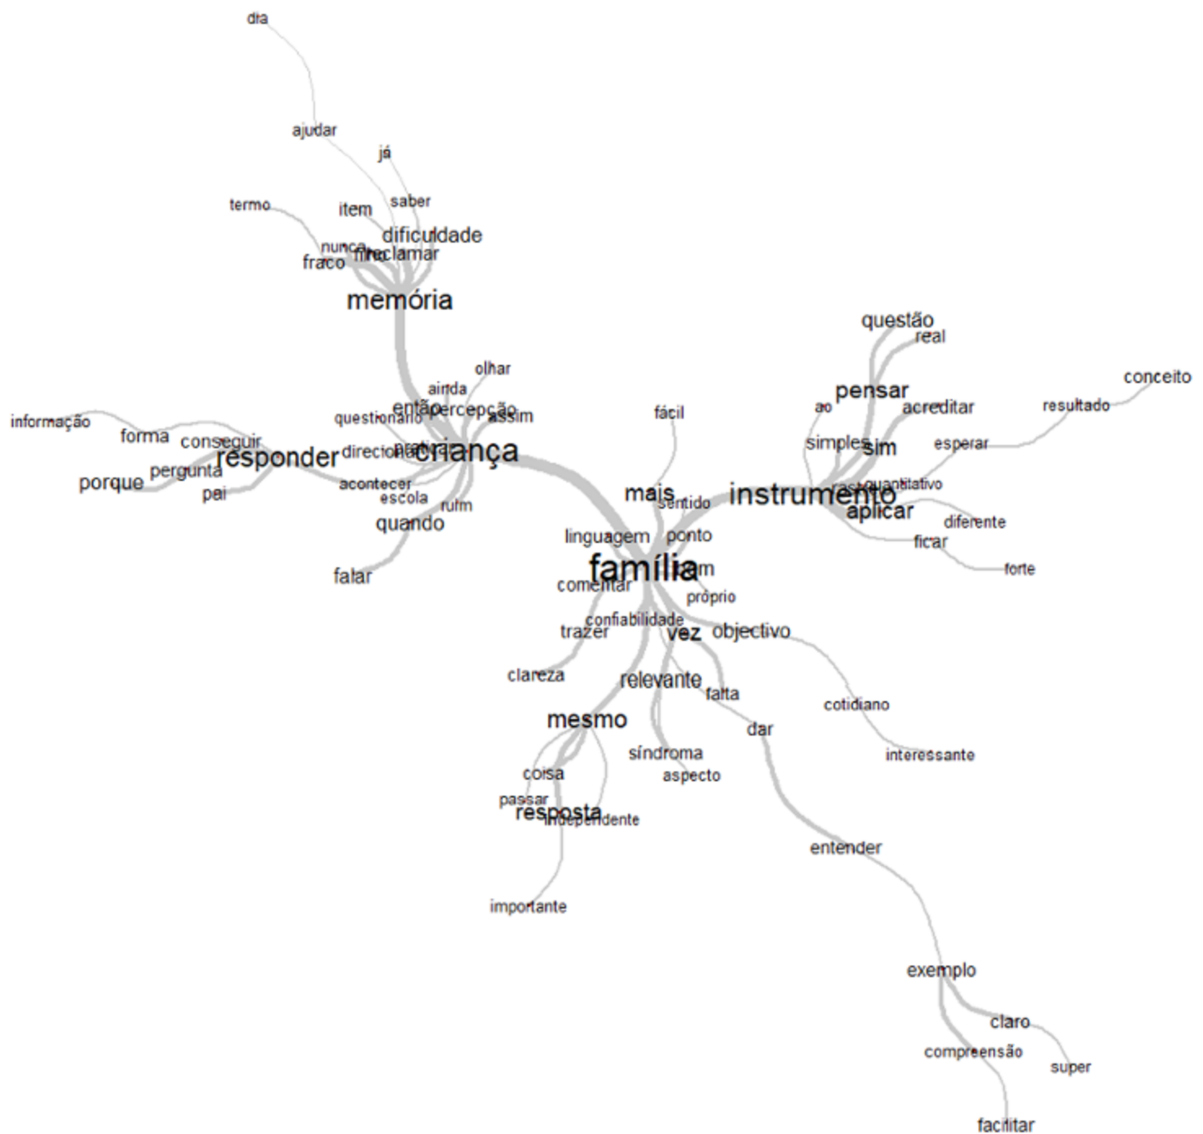 dia
ajudar
já
saber
termo
item
dificuldade
nunca
filho
reclamar
fraco
memória
questão
real
olhar
conceito
ainda
pensar
resultado
então
percepção
assim
ao
acreditar
fácil
questionário
informação
forma
conseguir
simples
sim
esperar
direcionar
criança
responder
pergunta
porque
pai
acontecer
escola
ruim
quantitativo
mais
sentido
instrumento
aplicar
quando
diferente
linguagem
ponto
ficar
família
bem
forte
falar
comentar
próprio
confiabilidade
trazer
vez
objectivo
clareza
relevante
falta
cotidiano
mesmo
dar
síndroma
interessante
coisa
aspecto
passar
resposta
independente
entender
importante
exemplo
claro
compreensão
super
facilitar